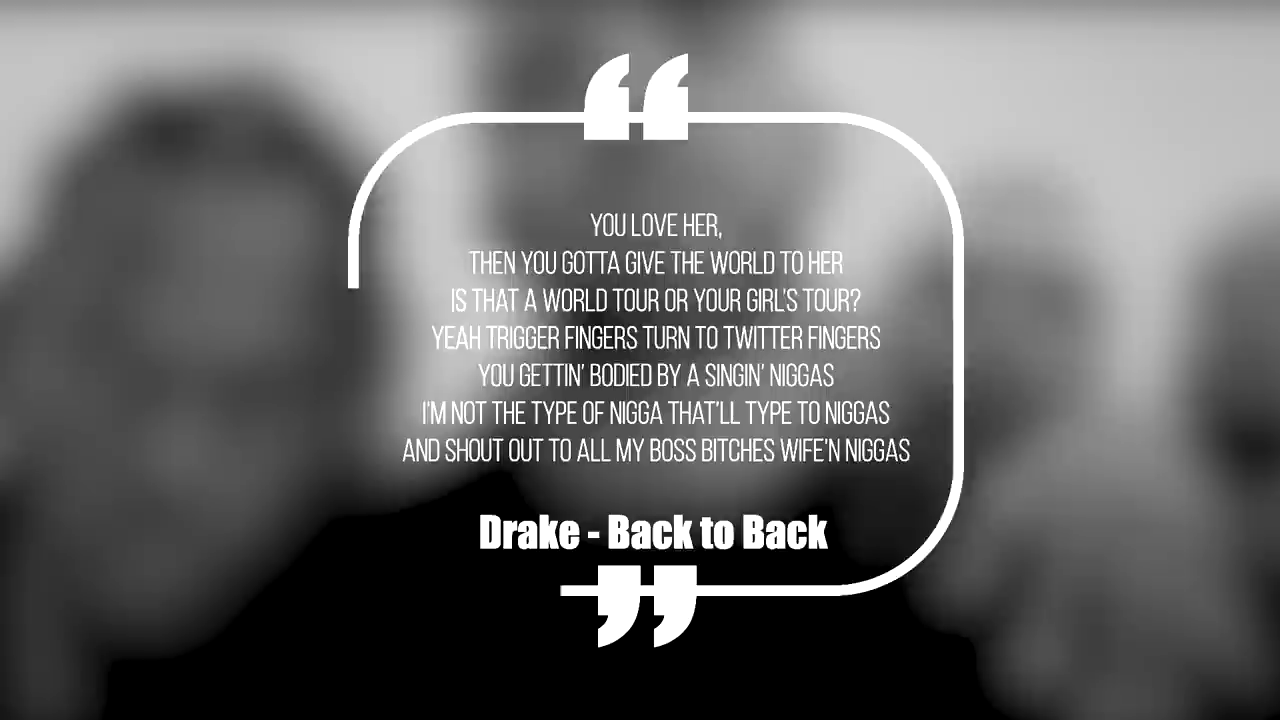 YOU LOVE HER,
THEN YOU GOTTA GIVE THE WORLD TO HER
IS THAT A WORLD TOUR OR YOUR GIRL'S TOUR?
YEAH TRIGGER FINGERS TURN TO TWITTER FINGERS
YOU GETTIN' BODIED BY A SINGIN' NIGGAS
I'M NOT THE TYPE OF NIGGA THAT'LL TYPE TO NIGGAS
AND SHOUT OUT TO ALL MY BOSS BITCHES WIFE'N NIGGAS
Drake - Back to Back